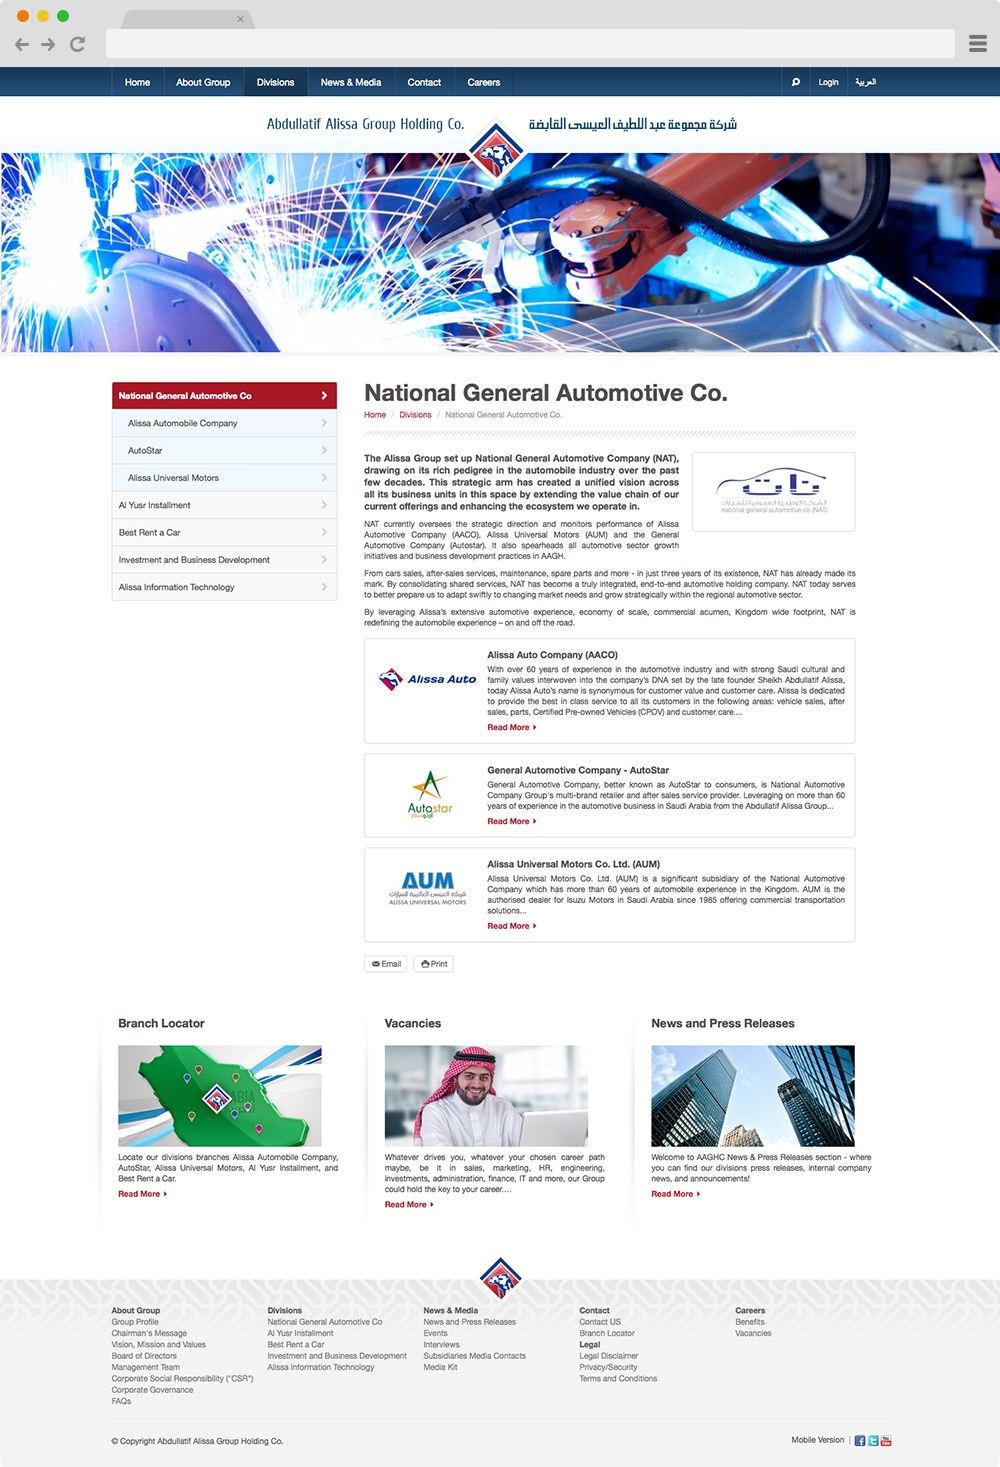 Home
About Group
Divisions
News & Media
Contact
Careers
Login
العربية
Abdullatif Alissa Group Holding Co.
شركة مجموعة عبد اللطيف العيسى القابضة
National General Automotive Co
Alissa Automobile Company
AutoStar
Alissa Universal Motors
Al Yusr Installment
Best Rent a Car
Investment and Business Development
Alissa Information Technology
National General Automotive Co.
Home / Divisions / National General Automotive Co.
The Alissa Group set up National General Automotive Company (NAT),
drawing on its rich pedigree in the automobile industry over the past
few decades. This strategic arm has created a unified vision across
all its business units in this space by extending the value chain of our
current offerings and enhancing the ecosystem we operate in.
نات
الشركة الوطنية العمومية للسيارات
national general automotive co.(NAT)
NAT currently oversees the strategic direction and monitors performance of Alissa
Automotive Company (AACO), Alissa Universal Motors (AUM) and the General
Automotive Company (Autostar). It also spearheads all automotive sector growth
initiatives and business development practices in AAGH.
From cars sales, after-sales services, maintenance, spare parts and more - in just three years of its existence, NAT has already made its
mark. By consolidating shared services, NAT has become a truly integrated, end-to-end automotive holding company. NAT today serves
to better prepare us to adapt swiftly to changing market needs and grow strategically within the regional automotive sector.
By leveraging Alissa's extensive automotive experience, economy of scale, commercial acumen, Kingdom wide footprint, NAT is
redefining the automobile experience – on and off the road.
Alissa Auto
Alissa Auto Company (AACO)
With over 60 years of experience in the automotive industry and with strong Saudi cultural and
family values interwoven into the company's DNA set by the late founder Sheikh Abdullatif Alissa,
today Alissa Auto's name is synonymous for customer value and customer care. Alissa is dedicated
to provide the best in class service to all its customers in the following areas: vehicle sales, after
sales, parts, Certified Pre-owned Vehicles (CPOV) and customer care....
Read More
Autostar
أوتوستار
General Automotive Company - AutoStar
General Automotive Company, better known as AutoStar to consumers, is National Automotive
Company Group's multi-brand retailer and after sales service provider. Leveraging on more than 60
years of experience in the automotive business in Saudi Arabia from the Abdullatif Alissa Group...
Read More
AUM
شركة العيسى العالمية للسيارات
ALISSA UNIVERSAL MOTORS
Alissa Universal Motors Co. Ltd. (AUM)
Alissa Universal Motors Co. Ltd. (AUM) is a significant subsidiary of the National Automotive
Company which has more than 60 years of automobile experience in the Kingdom. AUM is the
authorised dealer for Isuzu Motors in Saudi Arabia since 1985 offering commercial transportation
solutions...
Read More
Email
Print
Branch Locator
Locate our divisions branches Alissa Automobile Company,
AutoStar, Alissa Universal Motors, Al Yusr Installment, and
Best Rent a Car.
Read More
Vacancies
Whatever drives you, whatever your chosen career path
maybe, be it in sales, marketing, HR, engineering,
investments, administration, finance, IT and more, our Group
could hold the key to your career....
Read More
News and Press Releases
Welcome to AAGHC News & Press Releases section - where
you can find our divisions press releases, internal company
news, and announcements!
Read More
About Group
Group Profile
Chairman's Message
Vision, Mission and Values
Board of Directors
Management Team
Corporate Social Responsibility ("CSR")
Corporate Governance
FAQs
Divisions
National General Automotive Co
Al Yusr Installment
Best Rent a Car
Investment and Business Development
Alissa Information Technology
News & Media
News and Press Releases
Events
Interviews
Subsidiaries Media Contacts
Media Kit
Contact
Contact US
Branch Locator
Legal
Legal Disclaimer
Privacy/Security
Terms and Conditions
Careers
Benefits
Vacancies
© Copyright Abdullatif Alissa Group Holding Co.
Mobile Version |